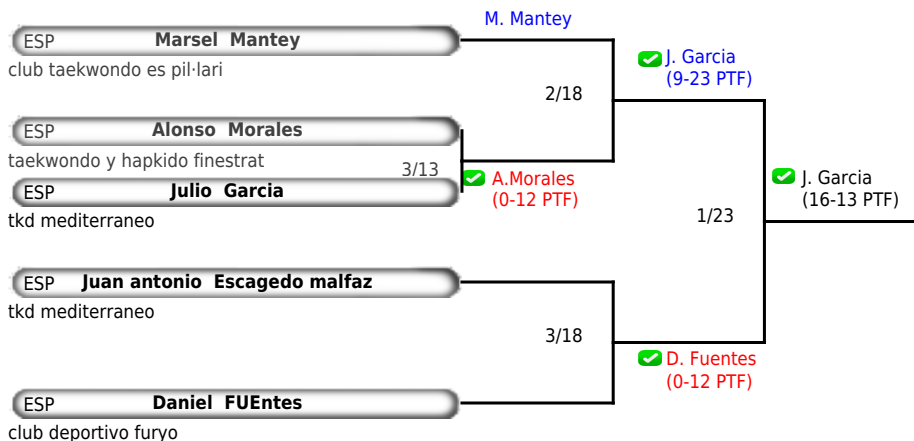 M. Mantey
ESP Marsel Mantey
club taekwondo es pil·lari
J. Garcia
(9-23 PTF)
2/18
ESP Alonso Morales
taekwondo y hapkido finestrat
3/13
A.Morales
(0-12 PTF)
ESP Julio Garcia
tkd mediterraneo
J. Garcia
(16-13 PTF)
1/23
ESP Juan antonio Escagedo malfaz
tkd mediterraneo
3/18
D. Fuentes
(0-12 PTF)
ESP Daniel FUEntes
club deportivo furyo